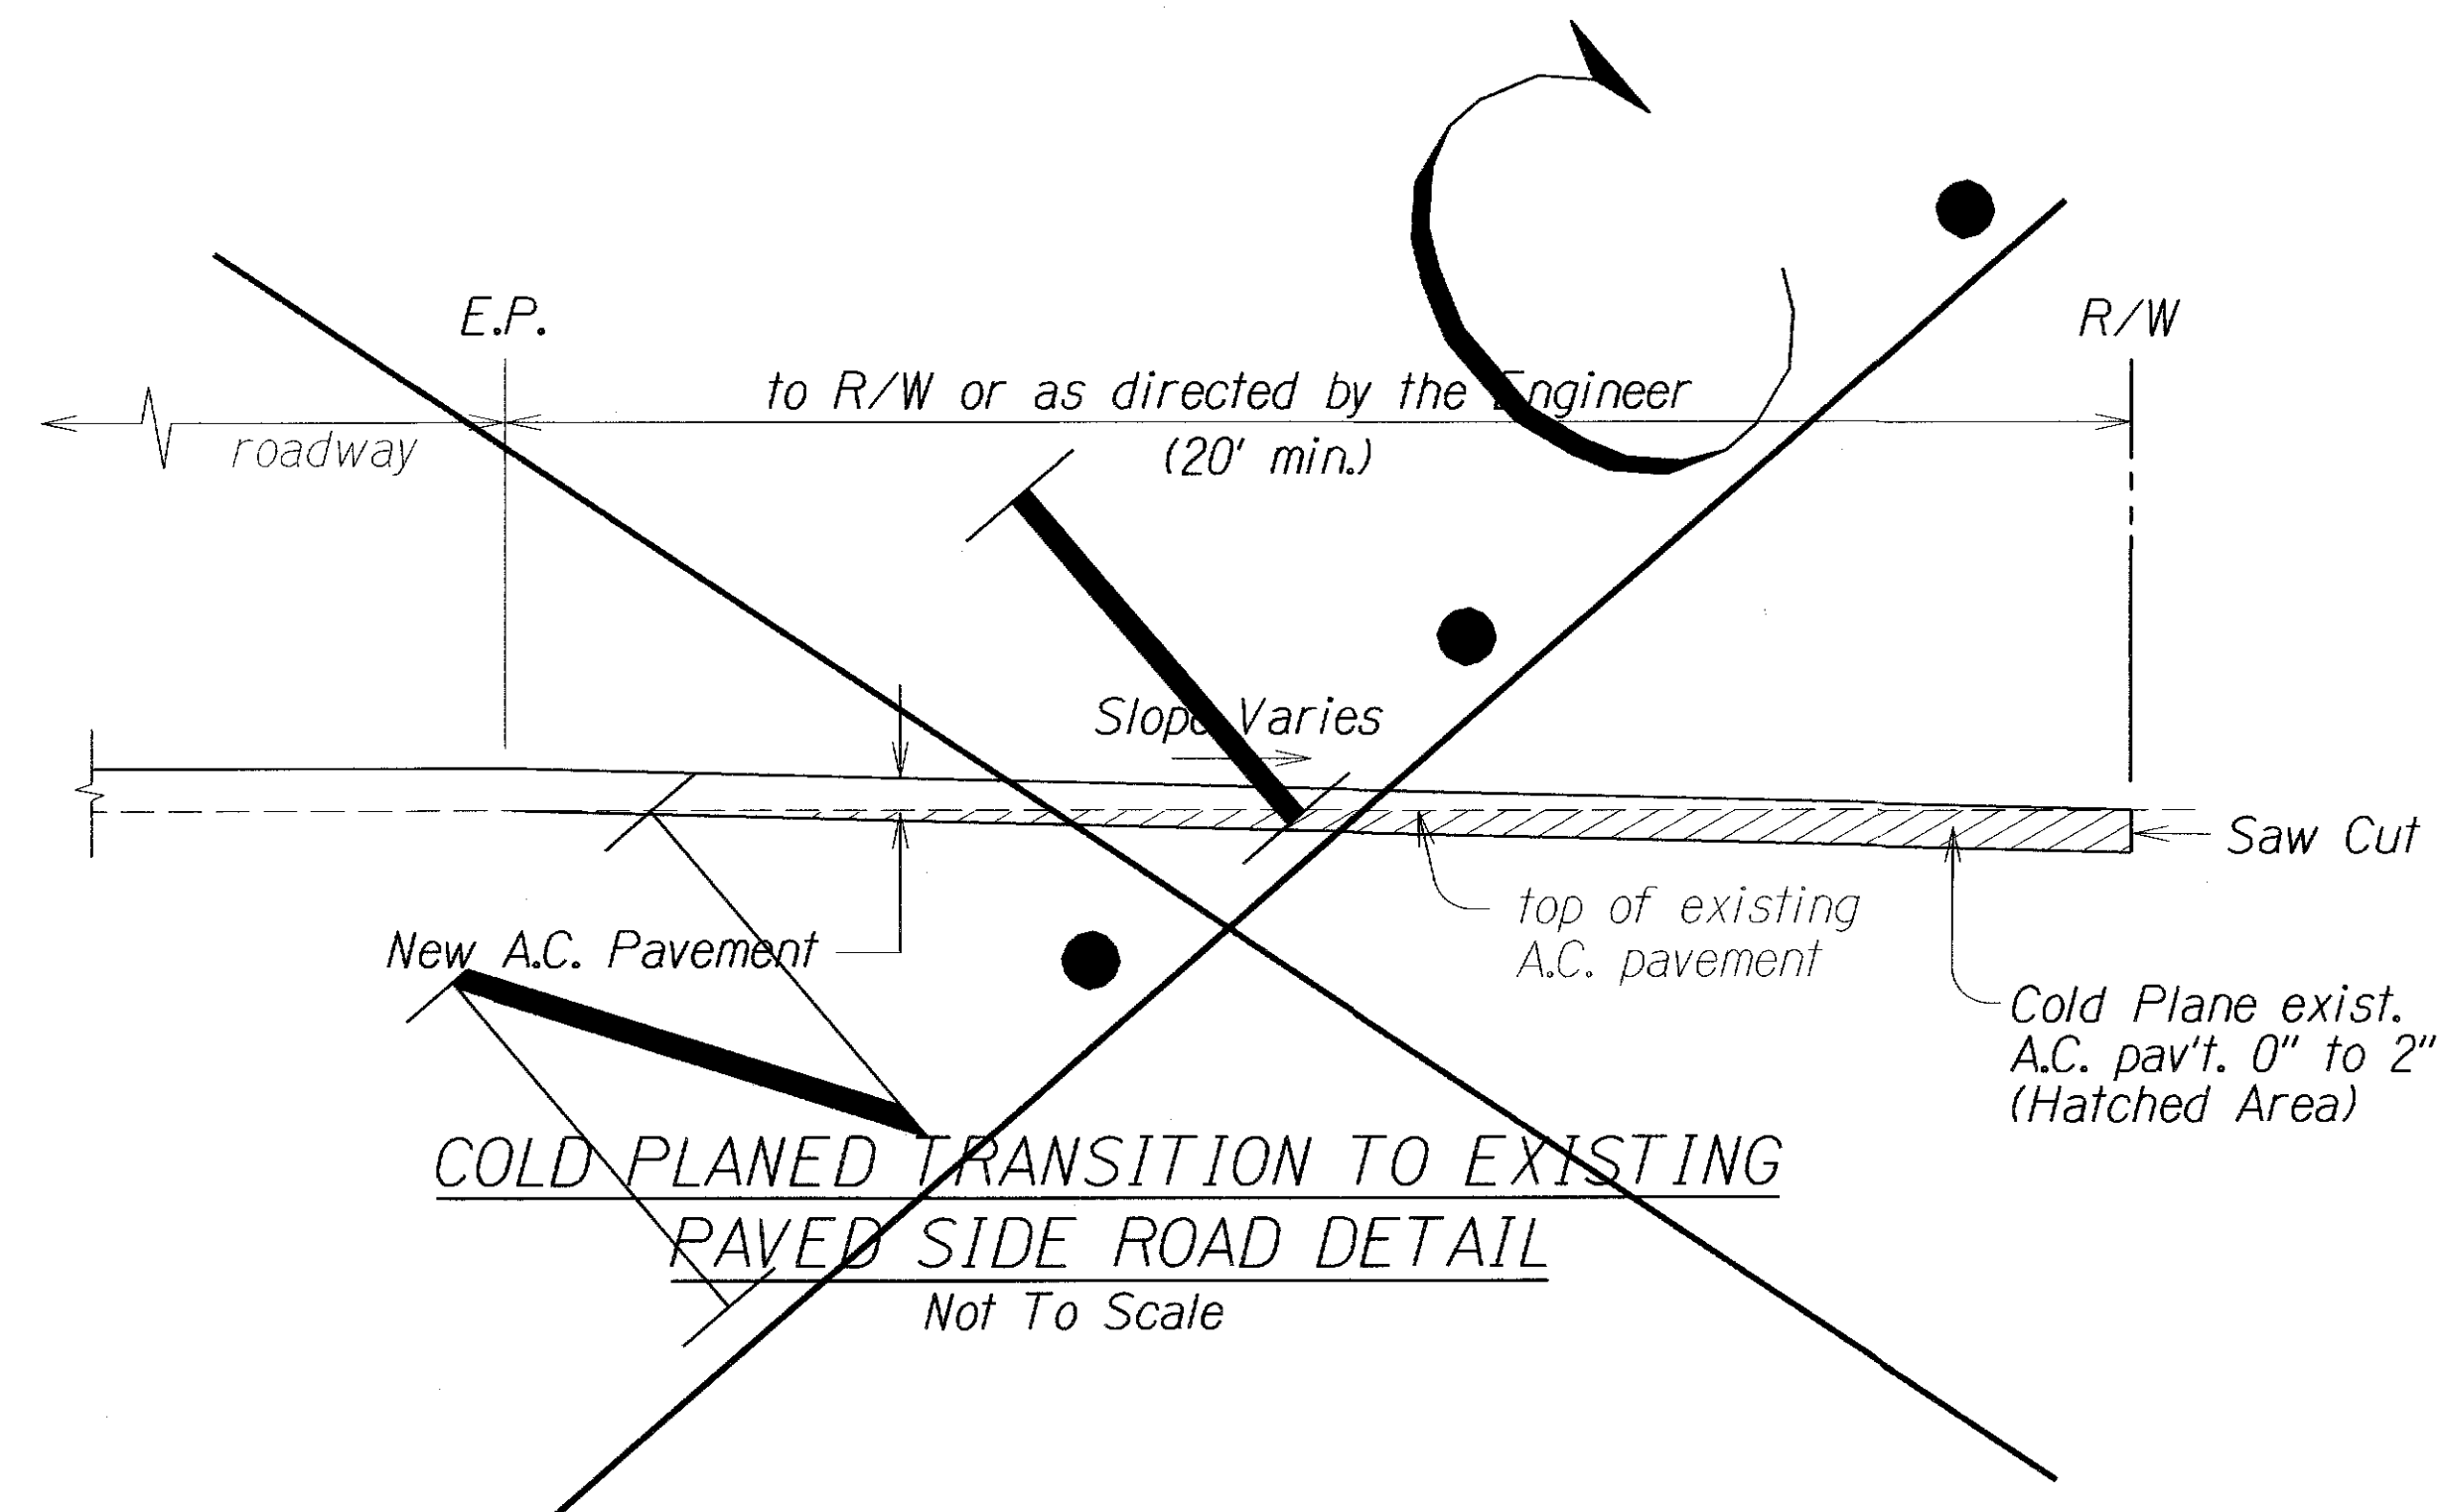 E.P.
R/W
to R/W or as directed by the Engineer
(20' min.)
roadway
Slope Varies
Saw Cut
top of existing
A.C. pavement
New A.C. Pavement
Cold Plane exist.
A.C. pav't. 0" to 2"
(Hatched Area)
COLD PLANED TRANSITION TO EXISTING
PAVED SIDE ROAD DETAIL
Not To Scale